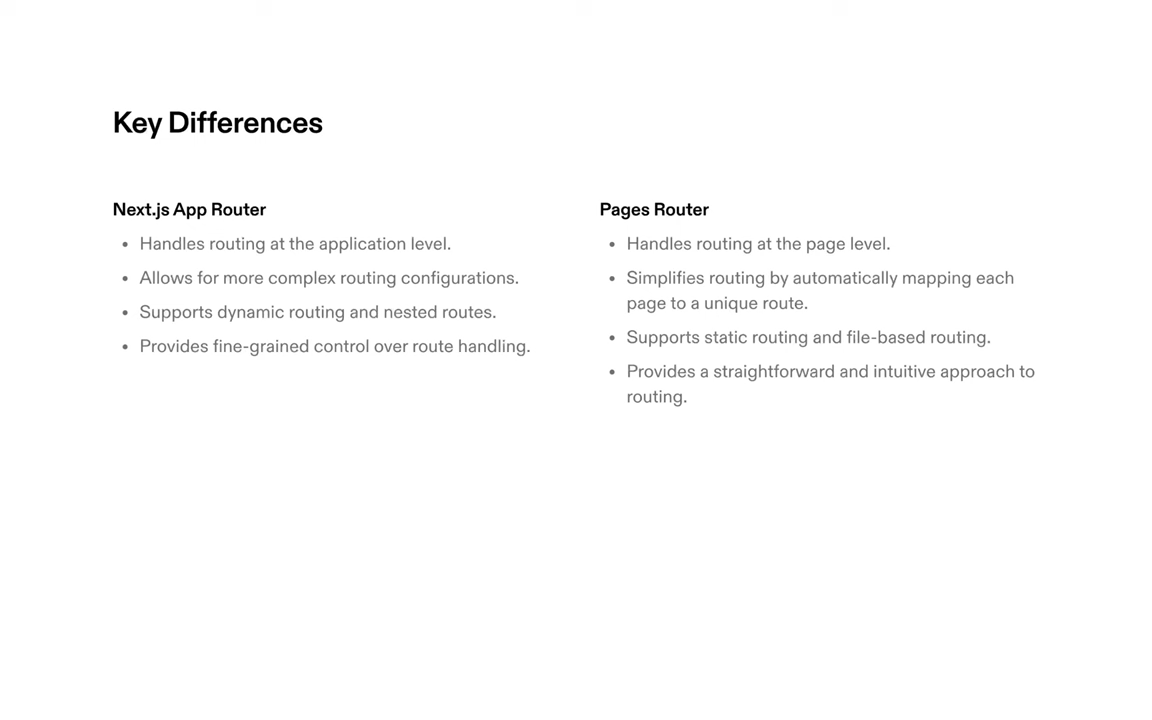 Key Differences
Next.js App Router
• Handles routing at the application level.
• Allows for more complex routing configurations.
• Supports dynamic routing and nested routes.
• Provides fine-grained control over route handling.
Pages Router
• Handles routing at the page level.
• Simplifies routing by automatically mapping each
page to a unique route.
• Supports static routing and file-based routing.
• Provides a straightforward and intuitive approach to
routing.